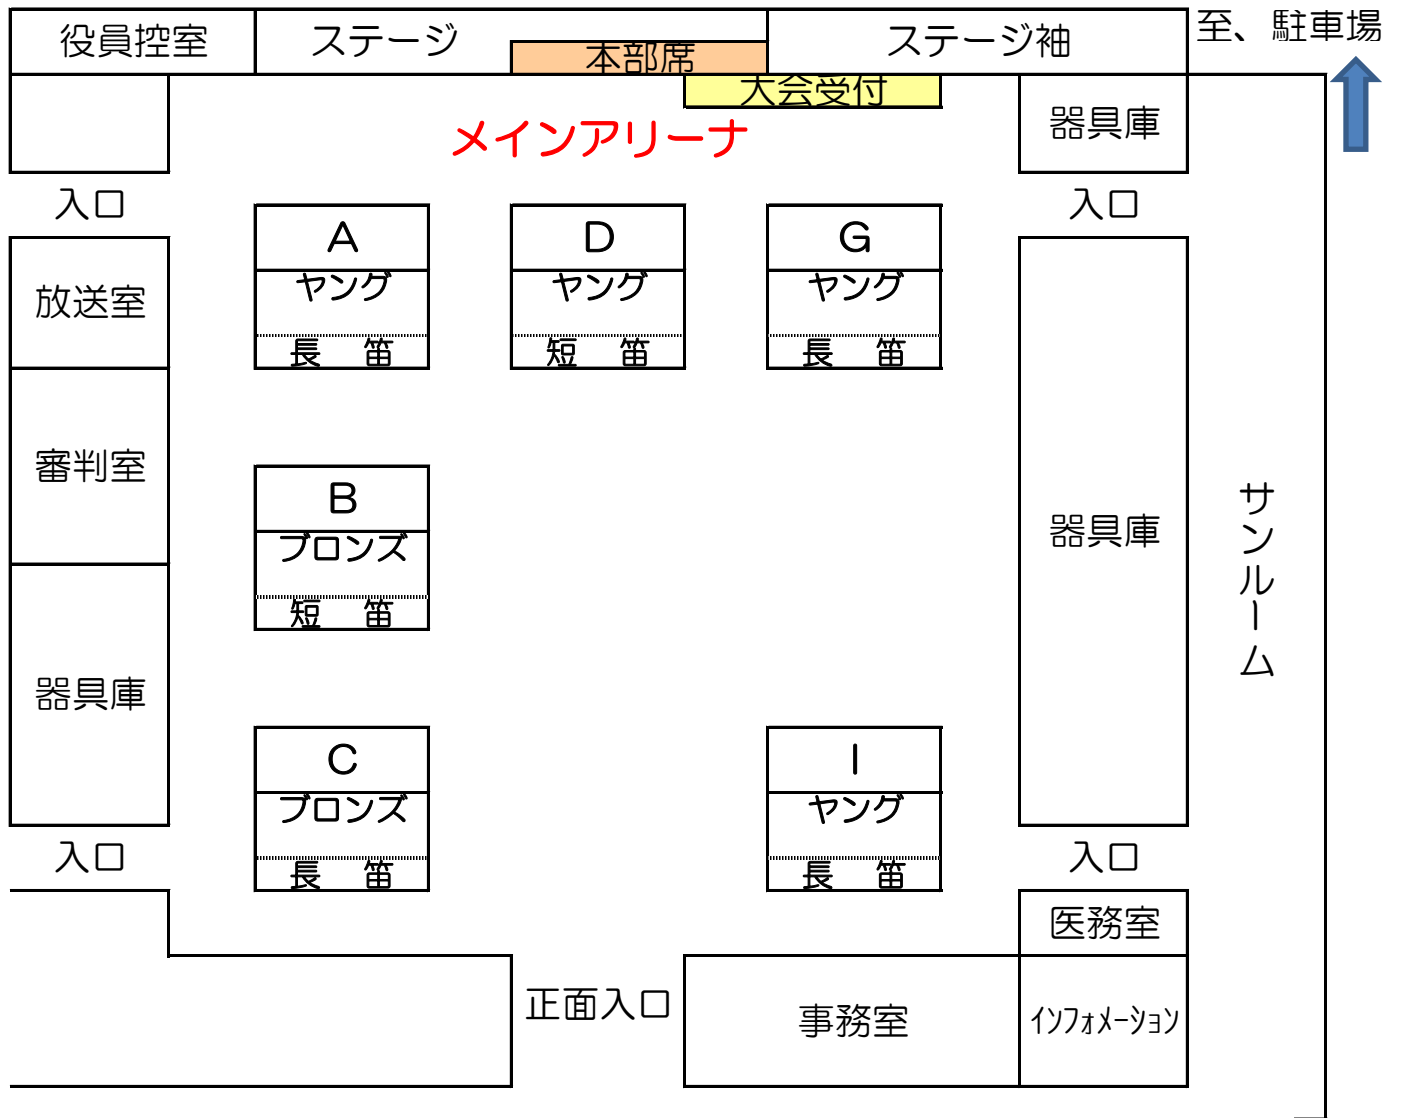 役員控室
ステージ
本部席
ステージ袖
至、駐車場
大会受付
メインアリーナ
器具庫
入口
入口
A
ヤング
長 笛
D
ヤング
短 笛
G
ヤング
長 笛
放送室
審判室
B
ブロンズ
短 笛
器具庫
サンルーム
器具庫
C
ブロンズ
長 笛
I
ヤング
長 笛
入口
入口
医務室
正面入口
事務室
インフォメーション